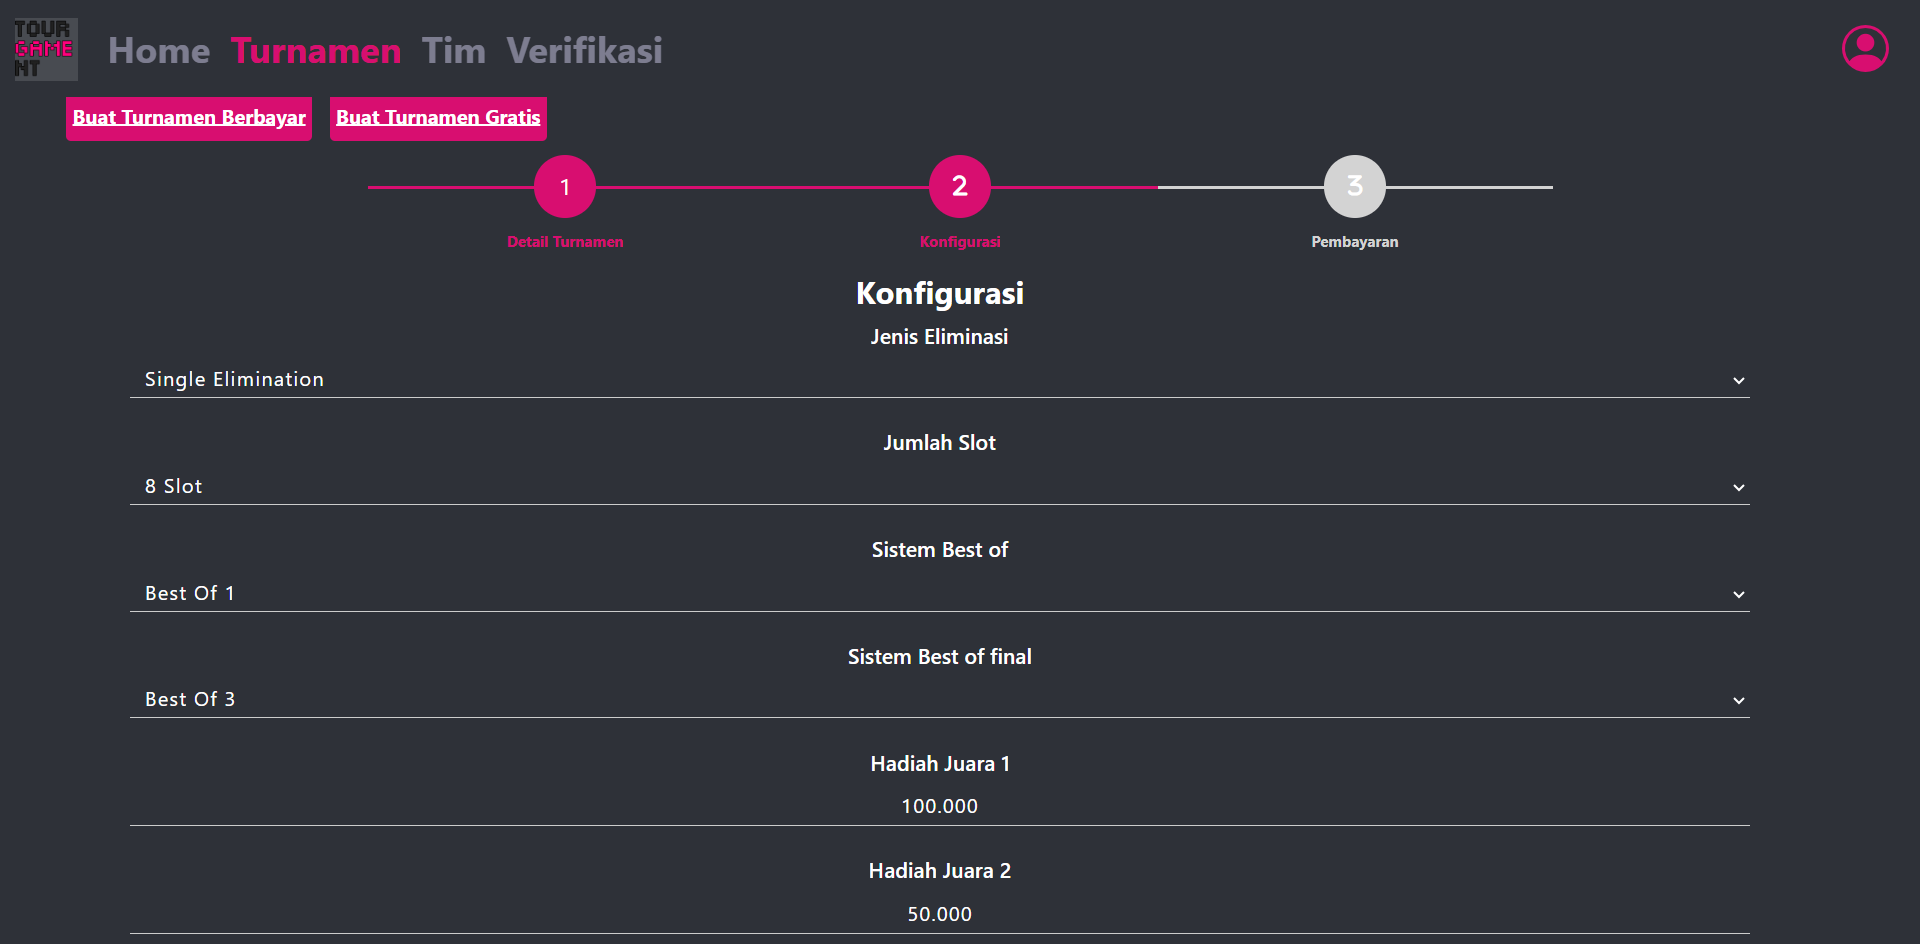 TOUR
GAME
NT
Home Turnamen Tim Verifikasi
Buat Turnamen Berbayar Buat Turnamen Gratis
1 2 3
Detail Turnamen Konfigurasi Pembayaran
Konfigurasi
Jenis Eliminasi
Single Elimination
Jumlah Slot
8 Slot
Sistem Best of
Best Of 1
Sistem Best of final
Best Of 3
Hadiah Juara 1
100.000
Hadiah Juara 2
50.000